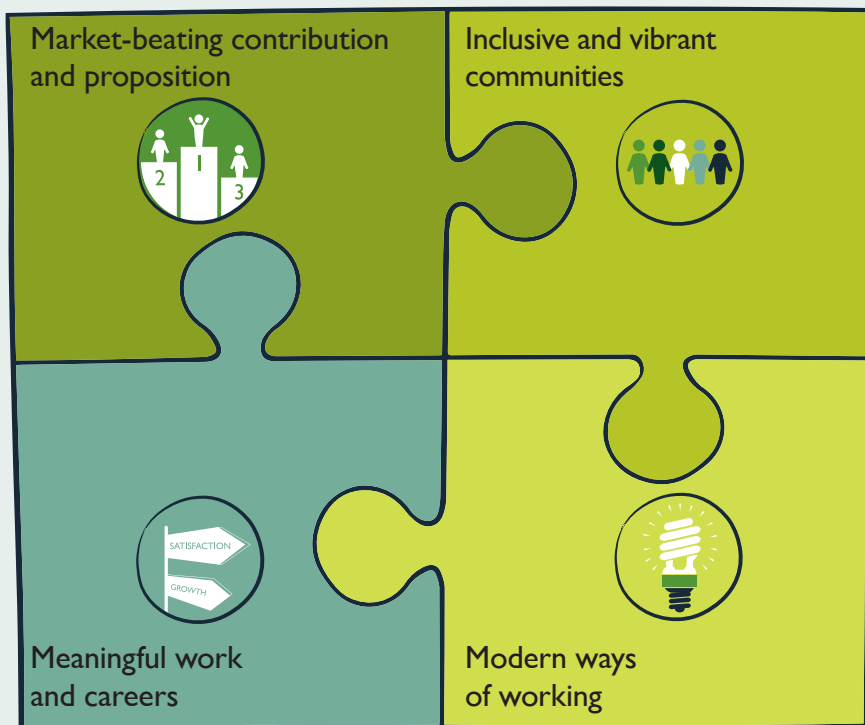 Market-beating contribution
and proposition
2
1
3
Inclusive and vibrant
communities
SATISFACTION
GROWTH
Meaningful work
and careers
Modern ways
of working